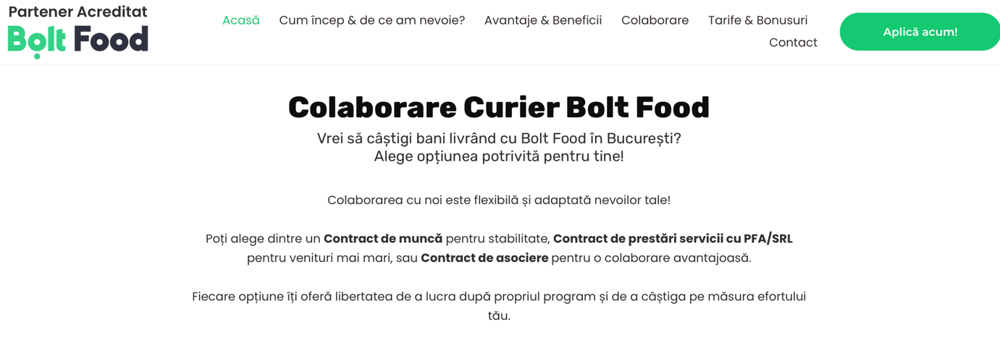 Partener Acreditat
Bolt Food
Acasă
Cum încep & de ce am nevoie?
Avantaje & Beneficii
Colaborare
Tarife & Bonusuri
Contact
Aplică acum!
Colaborare Curier Bolt Food
Vrei să câștigi bani livrând cu Bolt Food în București?
Alege opțiunea potrivită pentru tine!
Colaborarea cu noi este flexibilă și adaptată nevoilor tale!
Poți alege dintre un Contract de muncă pentru stabilitate, Contract de prestări servicii cu PFA/SRL
pentru venituri mai mari, sau Contract de asociere pentru o colaborare avantajoasă.
Fiecare opțiune îți oferă libertatea de a lucra după propriul program și de a câștiga pe măsura efortului
tău.